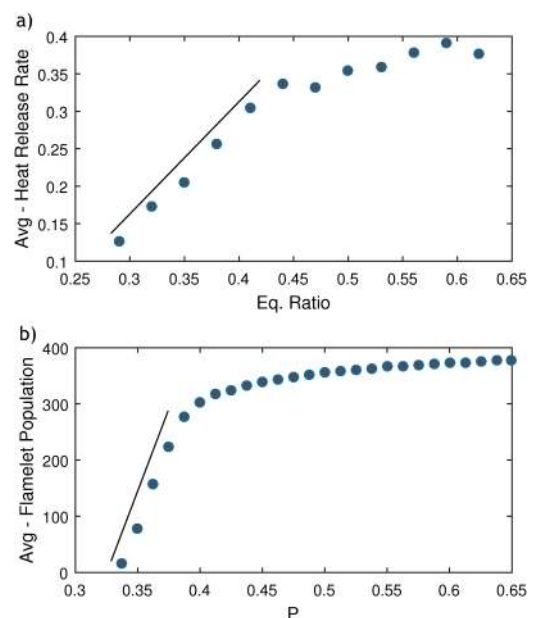 a)
0.4
0.35
0.3
0.25
0.2
0.15
0.1
Avg - Heat Release Rate
0.25 0.3 0.35 0.4 0.45 0.5 0.55 0.6 0.65
Eq. Ratio
b)
400
300
200
100
0
Avg - Flamelet Population
0.3 0.35 0.4 0.45 0.5 0.55 0.6 0.65
P